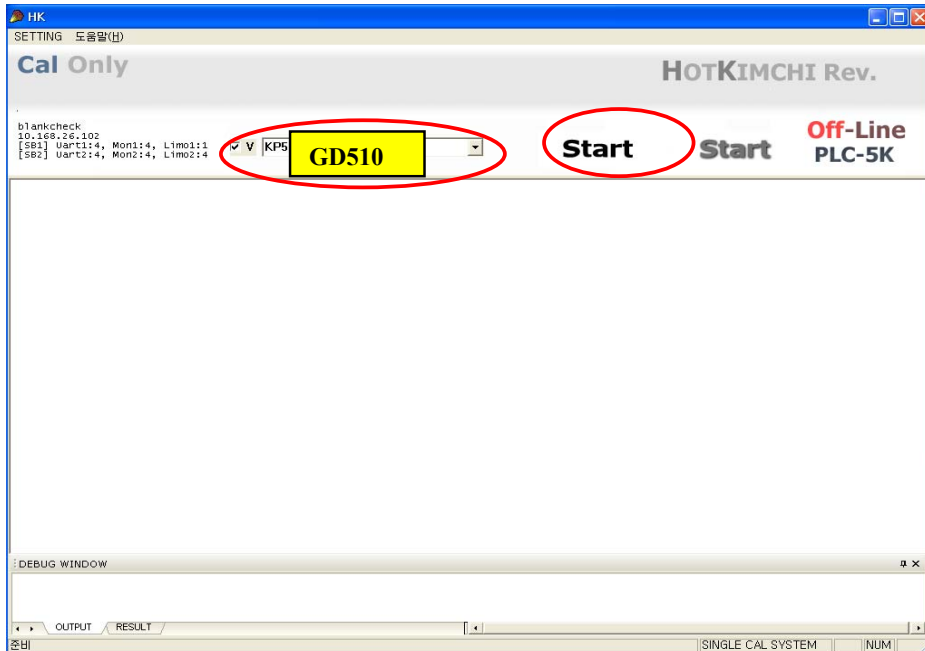 HK
SETTING 도움말(H)
Cal Only
HOTKIMCHI Rev.
blankcheck
10.168.26.102
[SB1] Uart1:4, Mon1:4, Limo1:1
[SB2] Uart2:4, Mon2:4, Limo2:4
V KP5
GD510
Start
Start
Off-Line
PLC-5K
DEBUG WINDOW
OUTPUT RESULT
준비 SINGLE CAL SYSTEM NUM